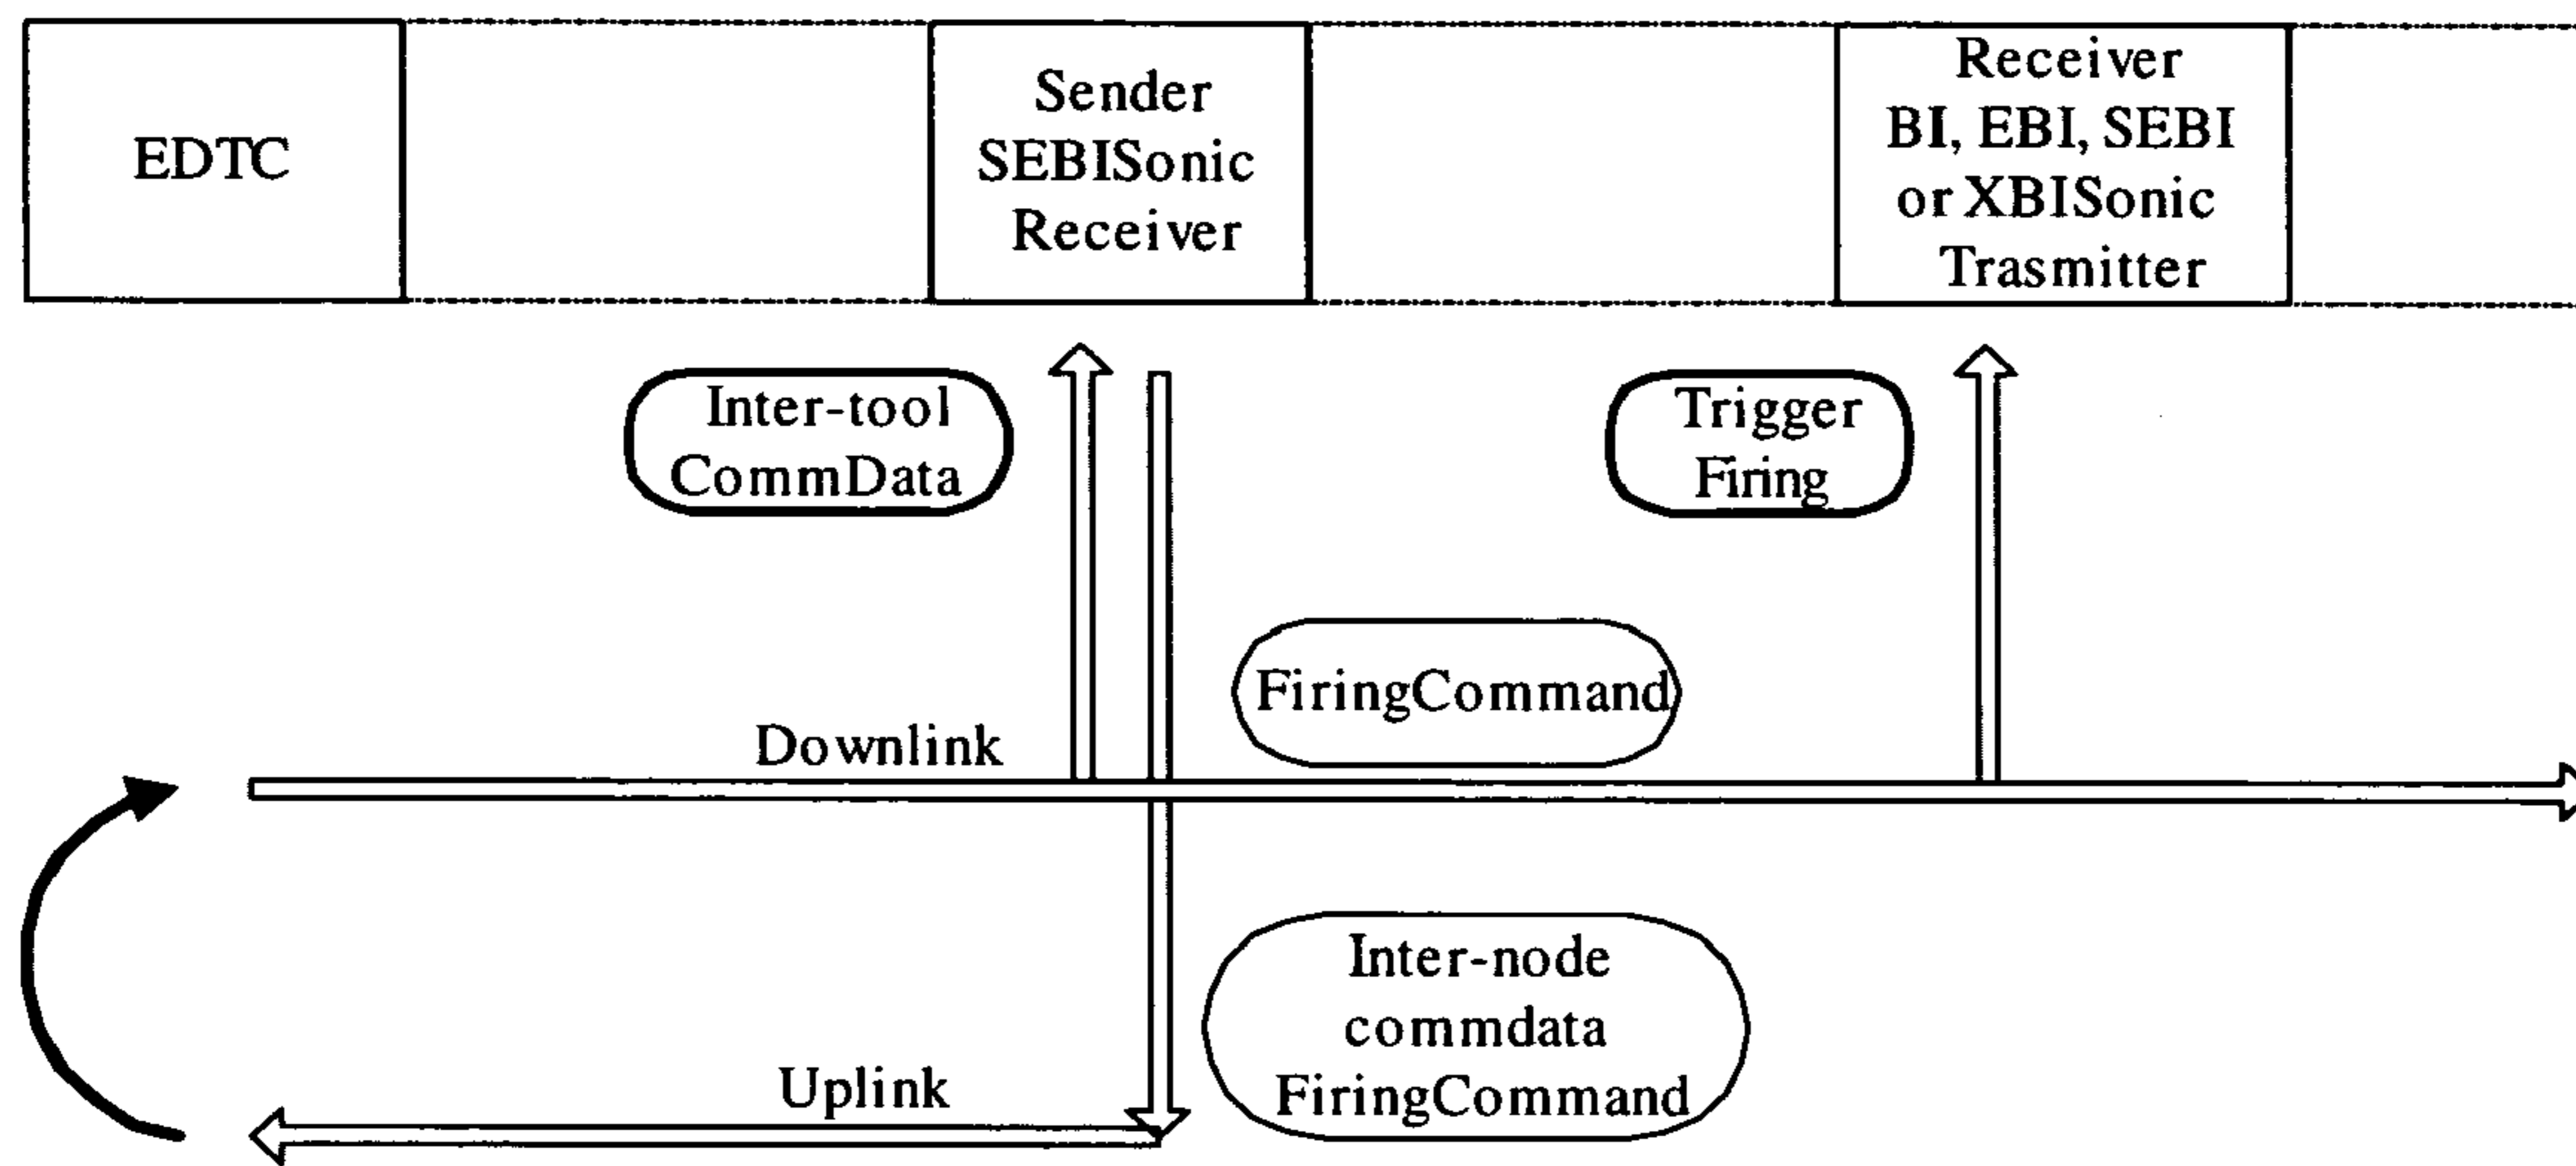 EDTC
Sender
SEBISonic
Receiver
Receiver
BI, EBI, SEBI
or XBISonic
Trasmitter
Inter-tool
CommData
Trigger
Firing
FiringCommand
Downlink
Inter-node
commdata
FiringCommand
Uplink